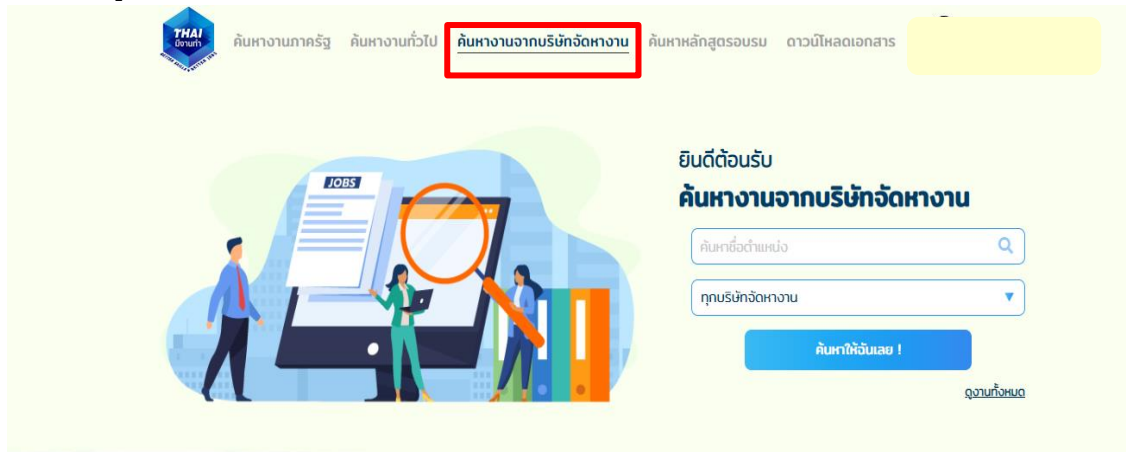 THAI
มีงานทำ
BETTER SKILLS BETTER JOBS
ค้นหางานภาครัฐ ค้นหางานทั่วไป ค้นหางานจากบริษัทจัดหางาน ค้นหาหลักสูตรอบรม ดาวน์โหลดเอกสาร
JOBS
ยินดีต้อนรับ
ค้นหางานจากบริษัทจัดหางาน
ค้นหาชื่อตำแหน่ง
ทุกบริษัทจัดหางาน
ค้นหาให้ฉันเลย !
ดูงานทั้งหมด